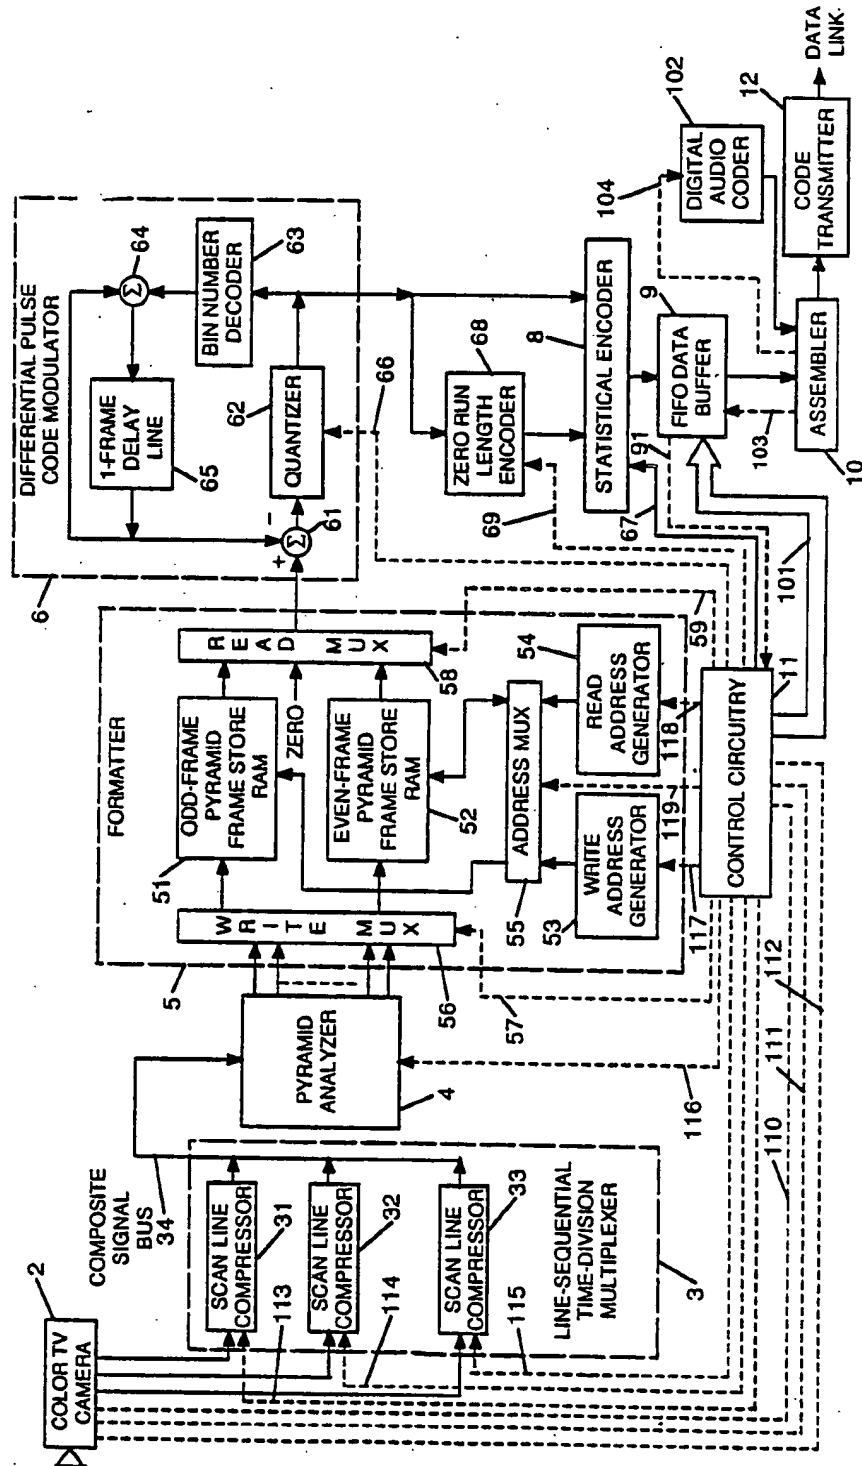 2
COLOR TV
CAMERA
COMPOSITE
SIGNAL
BUS
34
SCAN LINE
COMPRESSOR
31
113
SCAN LINE
COMPRESSOR
32
114
SCAN LINE
COMPRESSOR
33
115
LINE-SEQUENTIAL
TIME-DIVISION
MULTIPLEXER
3
PYRAMID
ANALYZER
4
116
5
FORMATTER
WRITE MUX
56
57
51
ODD-FRAME
PYRAMID
FRAME STORE
RAM
ZERO
EVEN-FRAME
PYRAMID
FRAME STORE
RAM
52
READ MUX
58
59
ADDRESS MUX
55
53
WRITE
ADDRESS
GENERATOR
54
READ
ADDRESS
GENERATOR
117
119
118
CONTROL CIRCUITRY
11
110
111
112
6
DIFFERENTIAL PULSE
CODE MODULATOR
Σ
64
1-FRAME
DELAY
LINE
65
BIN NUMBER
DECODER
63
62
QUANTIZER
+
-
Σ
61
66
68
ZERO RUN
LENGTH
ENCODER
69
STATISTICAL ENCODER
8
67
91
9
FIFO DATA
BUFFER
101
103
ASSEMBLER
10
104
DIGITAL
AUDIO
CODER
102
CODE
TRANSMITTER
12
DATA
LINK